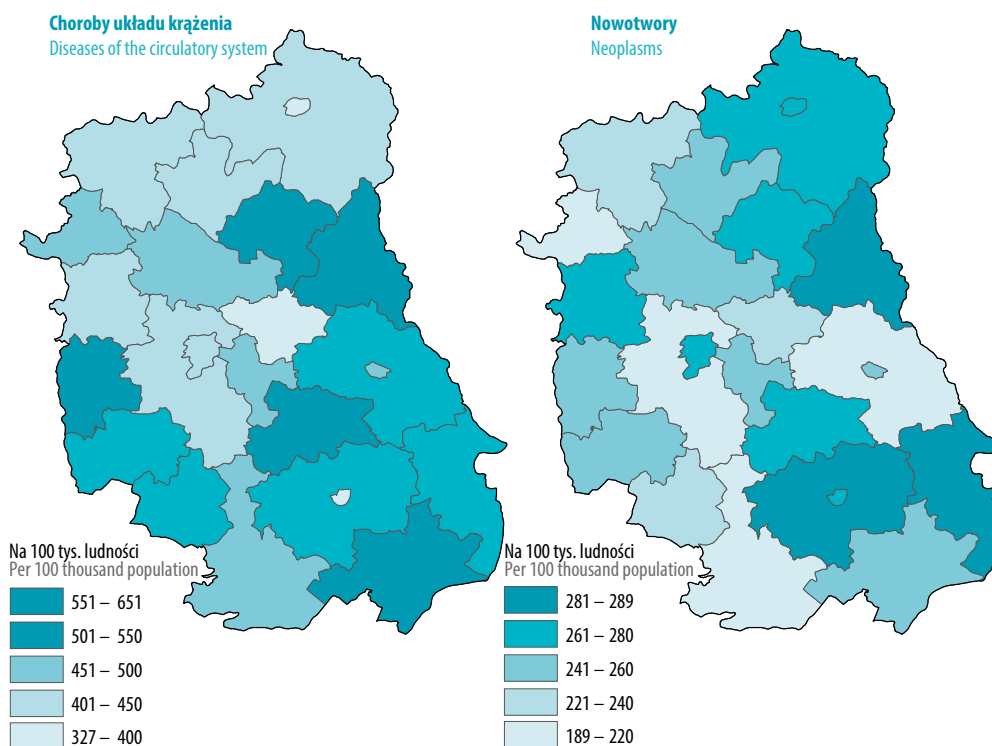 Choroby układu krążenia
Diseases of the circulatory system
Na 100 tys. ludności
Per 100 thousand population
551 – 651
501 – 550
451 – 500
401 – 450
327 – 400
Nowotwory
Neoplasms
Na 100 tys. ludności
Per 100 thousand population
281 – 289
261 – 280
241 – 260
221 – 240
189 – 220